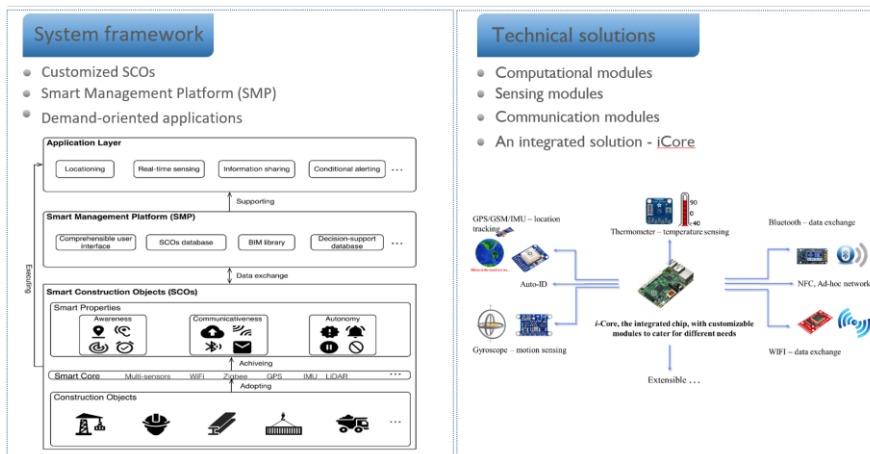 System framework
Customized SCOs
Smart Management Platform (SMP)
Demand-oriented applications
Application Layer
Locationing
Real-time sensing
Information sharing
Conditional alerting
...
Supporting
Smart Management Platform (SMP)
Comprehensible user
interface
SCOs database
BIM library
Decision-support
database
...
Data exchange
Executing
Smart Construction Objects (SCOs)
Smart Properties
Awareness
Communicativeness
Autonomy
Achieveing
Smart Core
Multi-sensors
WiFi
Zigbee
GPS
IMU
LiDAR
...
Adopting
Construction Objects
...
Technical solutions
Computational modules
Sensing modules
Communication modules
An integrated solution - iCore
GPS/GSM/IMU – location
tracking
90
0
-40
Thermometer – temperature sensing
Bluetooth – data exchange
Auto-ID
NFC, Ad-hoc network
i-Core, the integrated chip, with customizable
modules to cater for different needs
Gyroscope – motion sensing
WIFI – data exchange
Extensible …